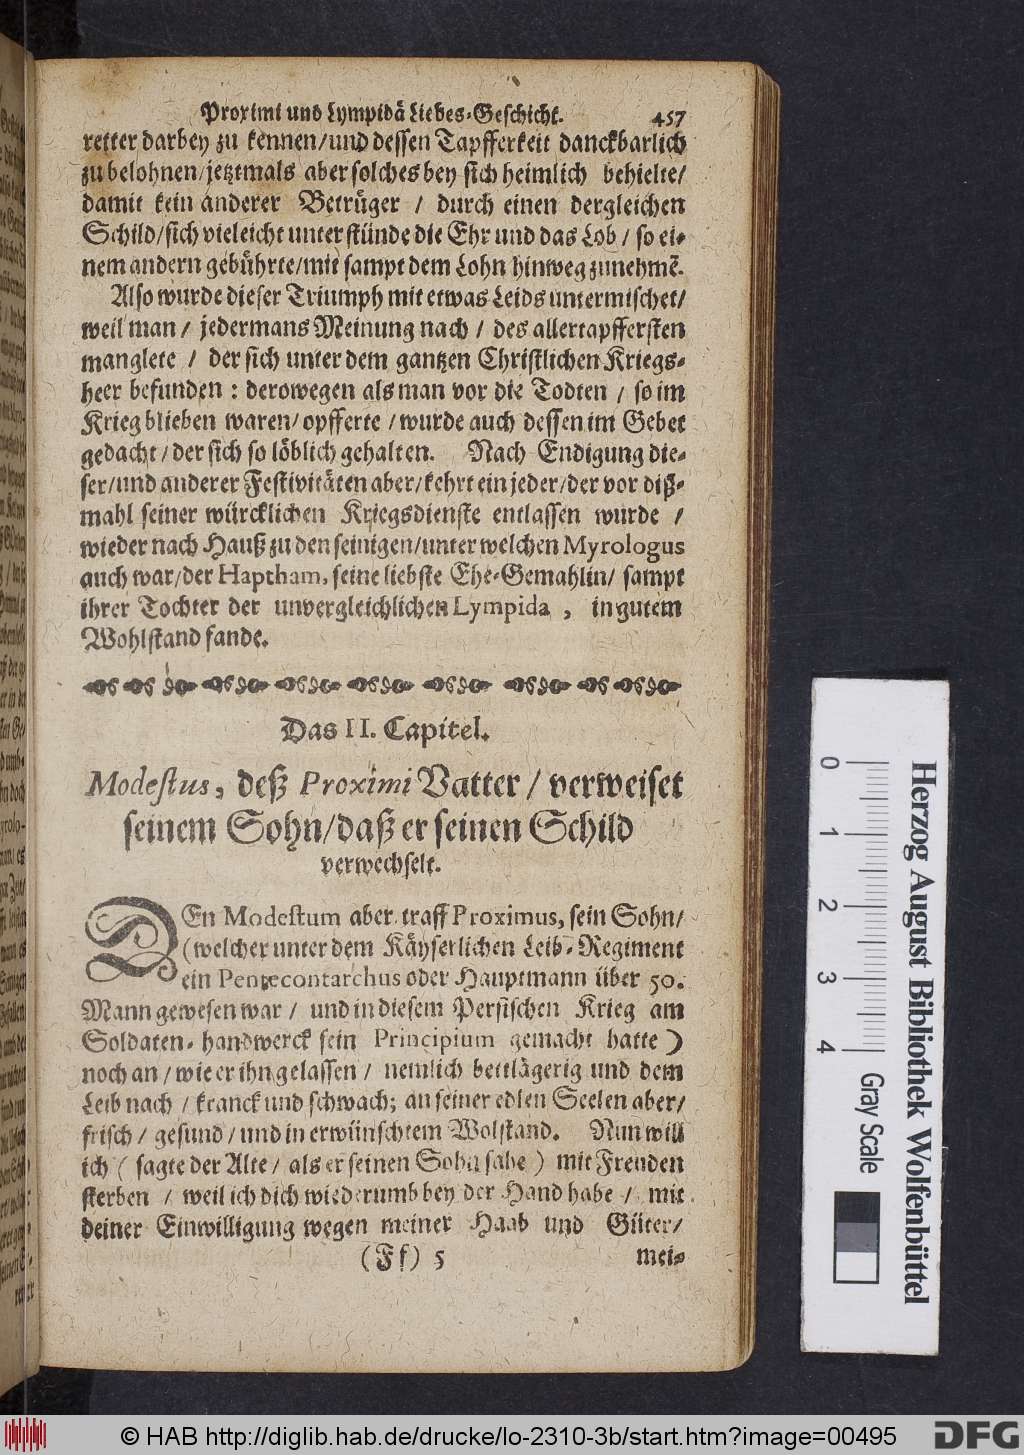 Proximi und Lympidä Liebes-Geschicht. 457
retter darbey zu kennen/und dessen Tapfferkeit danckbarlich
zu belohnen/jetztmals aber solches bey sich heimlich behielte/
damit kein anderer Betrüger / durch einen dergleichen
Schild/sich vieleicht unterstünde die Ehr und das Lob / so ei-
nem andern gebührte/mit sampt dem Lohn hinweg zunehmē.
Also wurde dieser Triumph mit etwas Leids untermischet/
weil man / jedermans Meinung nach / des allertapffersten
manglete / der sich unter dem gantzen Christlichen Kriegs-
heer befunden : derowegen als man vor die Todten / so im
Krieg blieben waren/ opfferte / wurde auch dessen im Gebet
gedacht / der sich so löblich gehalten. Nach Endigung die-
ser/und anderer Festivitäten aber/kehrt ein jeder/der vor diß-
mahl seiner würcklichen Kriegsdienste entlassen wurde /
wieder nach Hauß zu den seinigen/unter welchen Myrologus
auch war/der Haptham, seine liebste Ehe-Gemahlin/ sampt
ihrer Tochter der unvergleichlichen Lympida , in gutem
Wohlstand fande.
Das II. Capitel.
Modestus, deß Proximi Vatter / verweiset
seinem Sohn/daß er seinen Schild
verwechselt.
DEn Modestum aber traff Proximus, sein Sohn/
(welcher unter dem Käyserlichen Leib-Regiment
ein Pentecontarchus oder Hauptmann über 50.
Mann gewesen war / und in diesem Persischen Krieg am
Soldaten-handwerck sein Principium gemacht hatte )
noch an / wie er ihn gelassen / nemlich bettlägerig und dem
Leib nach / kranck und schwach; an seiner edlen Seelen aber/
frisch / gesund / und in erwünschtem Wolstand. Nun will
ich ( sagte der Alte / als er seinen Sohn sahe ) mit Freuden
sterben / weil ich dich wiederumb bey der Hand habe / mit
deiner Einwilligung wegen meiner Haab und Güter/
(Ff) 5 mei-
Herzog August Bibliothek Wolfenbüttel
0 1 2 3 4 Gray Scale
© HAB http://diglib.hab.de/drucke/lo-2310-3b/start.htm?image=00495
DFG